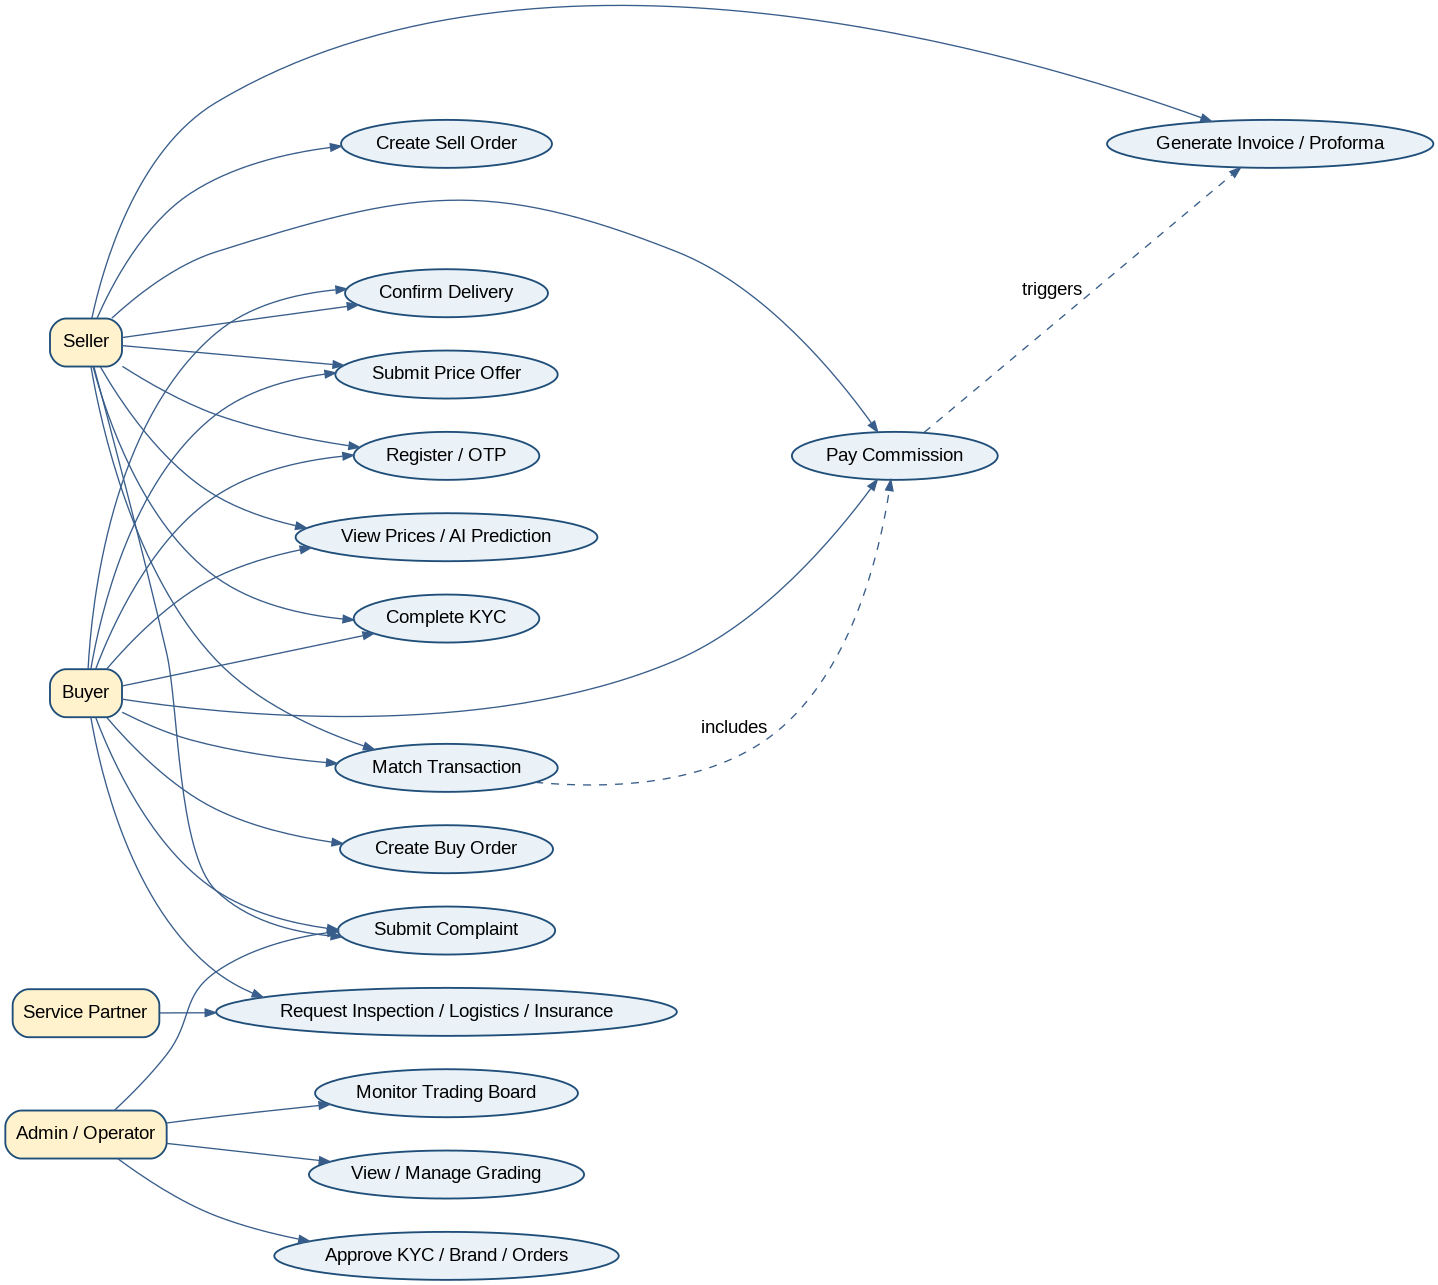 Generate Invoice / Proforma
Create Sell Order
triggers
Confirm Delivery
Seller
Submit Price Offer
Register / OTP
Pay Commission
View Prices / AI Prediction
Complete KYC
Buyer
includes
Match Transaction
Create Buy Order
Submit Complaint
Service Partner
Request Inspection / Logistics / Insurance
Monitor Trading Board
Admin / Operator
View / Manage Grading
Approve KYC / Brand / Orders